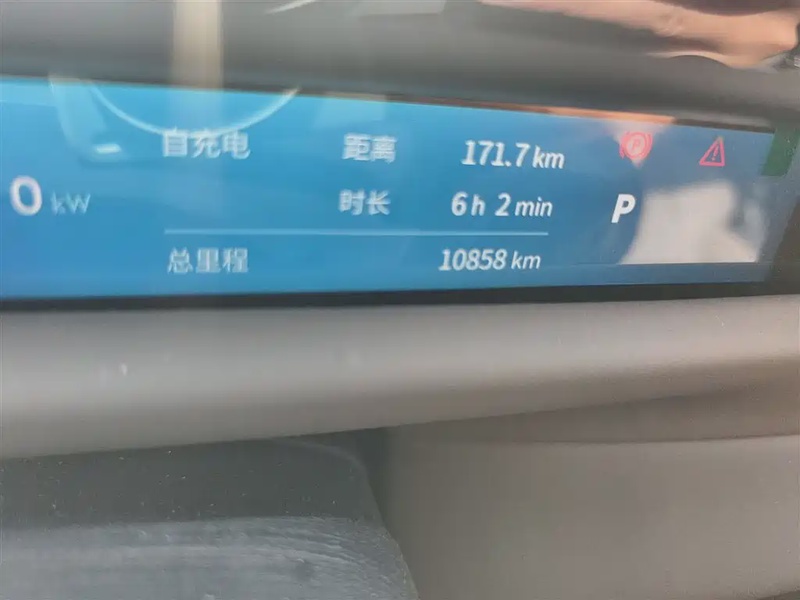 自充电 距离 171.7 km
0 kW 时长 6 h 2 min P
总里程 10858 km